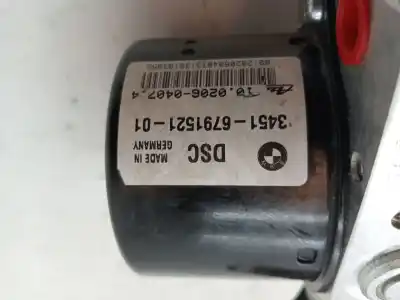 DSC
MADE IN
GERMANY
3451-6791521-01
10.0206-0407.4